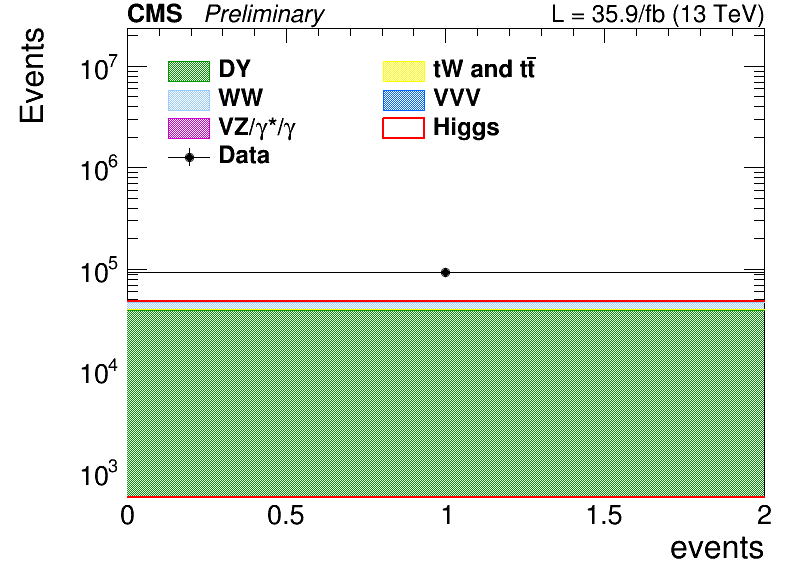 CMS Preliminary L = 35.9/fb (13 TeV)
Events
DY tW and tt̄
WW VVV
VZ/γ*/γ Higgs
Data
10⁷
10⁶
10⁵
10⁴
10³
0 0.5 1 1.5 2
events